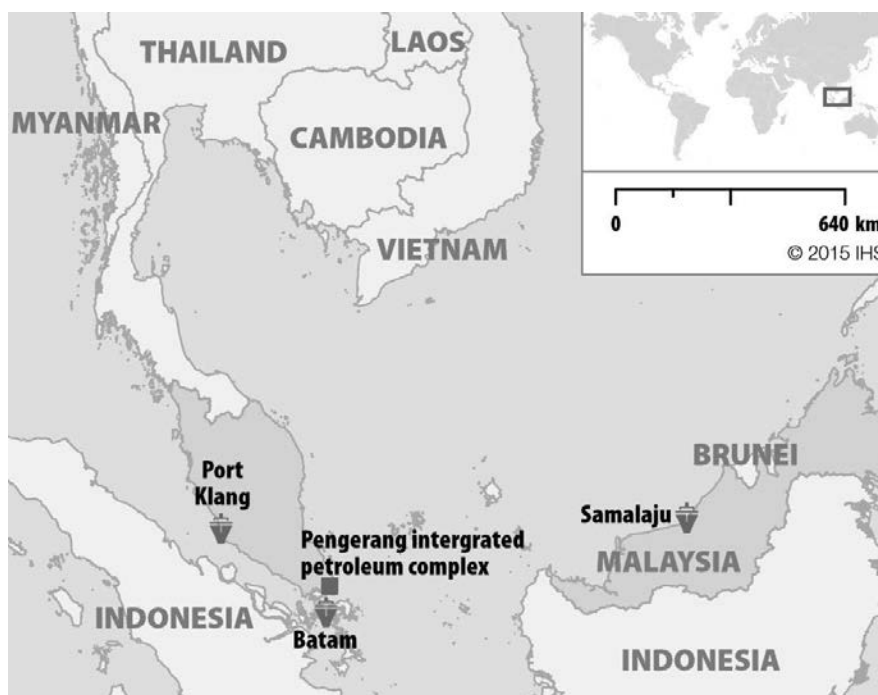 THAILAND
LAOS
MYANMAR
CAMBODIA
VIETNAM
0
640 km
© 2015 IHS
Port
Klang
BRUNEI
Samalaju
Pengerang intergrated
petroleum complex
MALAYSIA
INDONESIA
Batam
INDONESIA